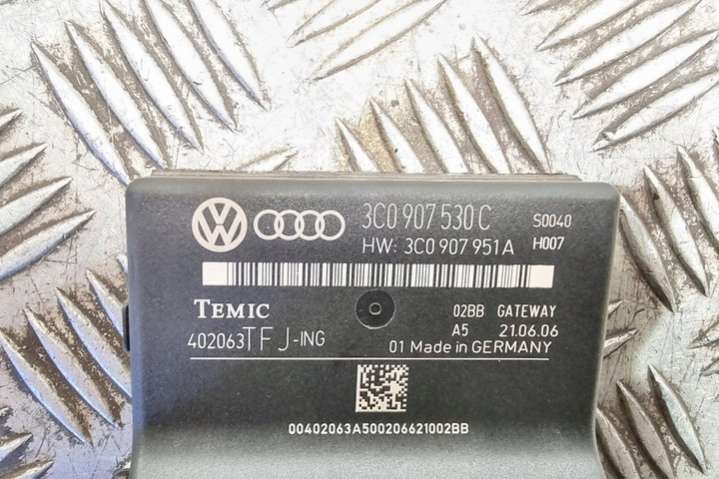 3C0 907 530 C S0040
HW: 3C0 907 951A H007
TEMIC 02BB GATEWAY
A5 21.06.06
402063TFJ-ING 01 Made in GERMANY
00402063A500206621002BB